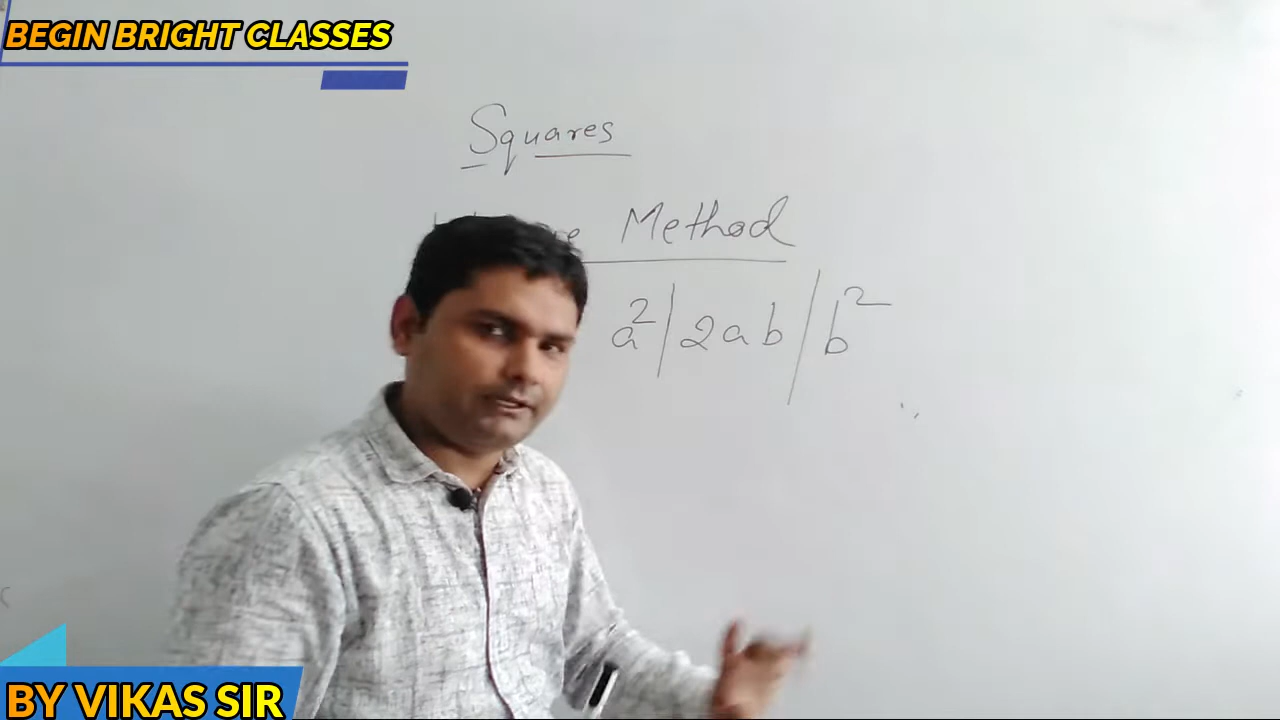 BEGIN BRIGHT CLASSES
Squares
Method
a²|2ab|b²
BY VIKAS SIR